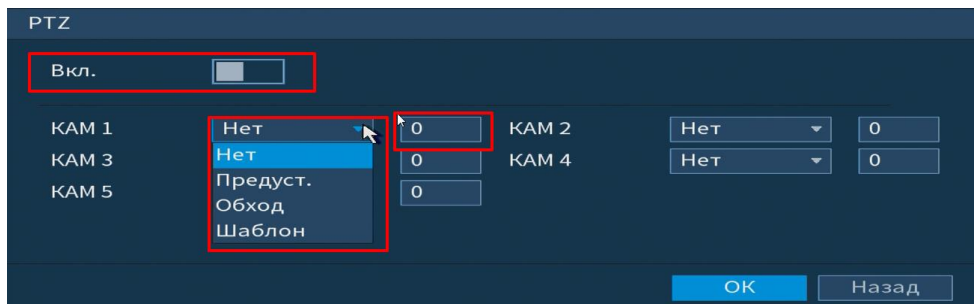 PTZ
Вкл.
КАМ 1 Нет 0 КАМ 2 Нет 0
КАМ 3 Нет 0 КАМ 4 Нет 0
Предуст.
КАМ 5 0
Обход
Шаблон
OK Назад